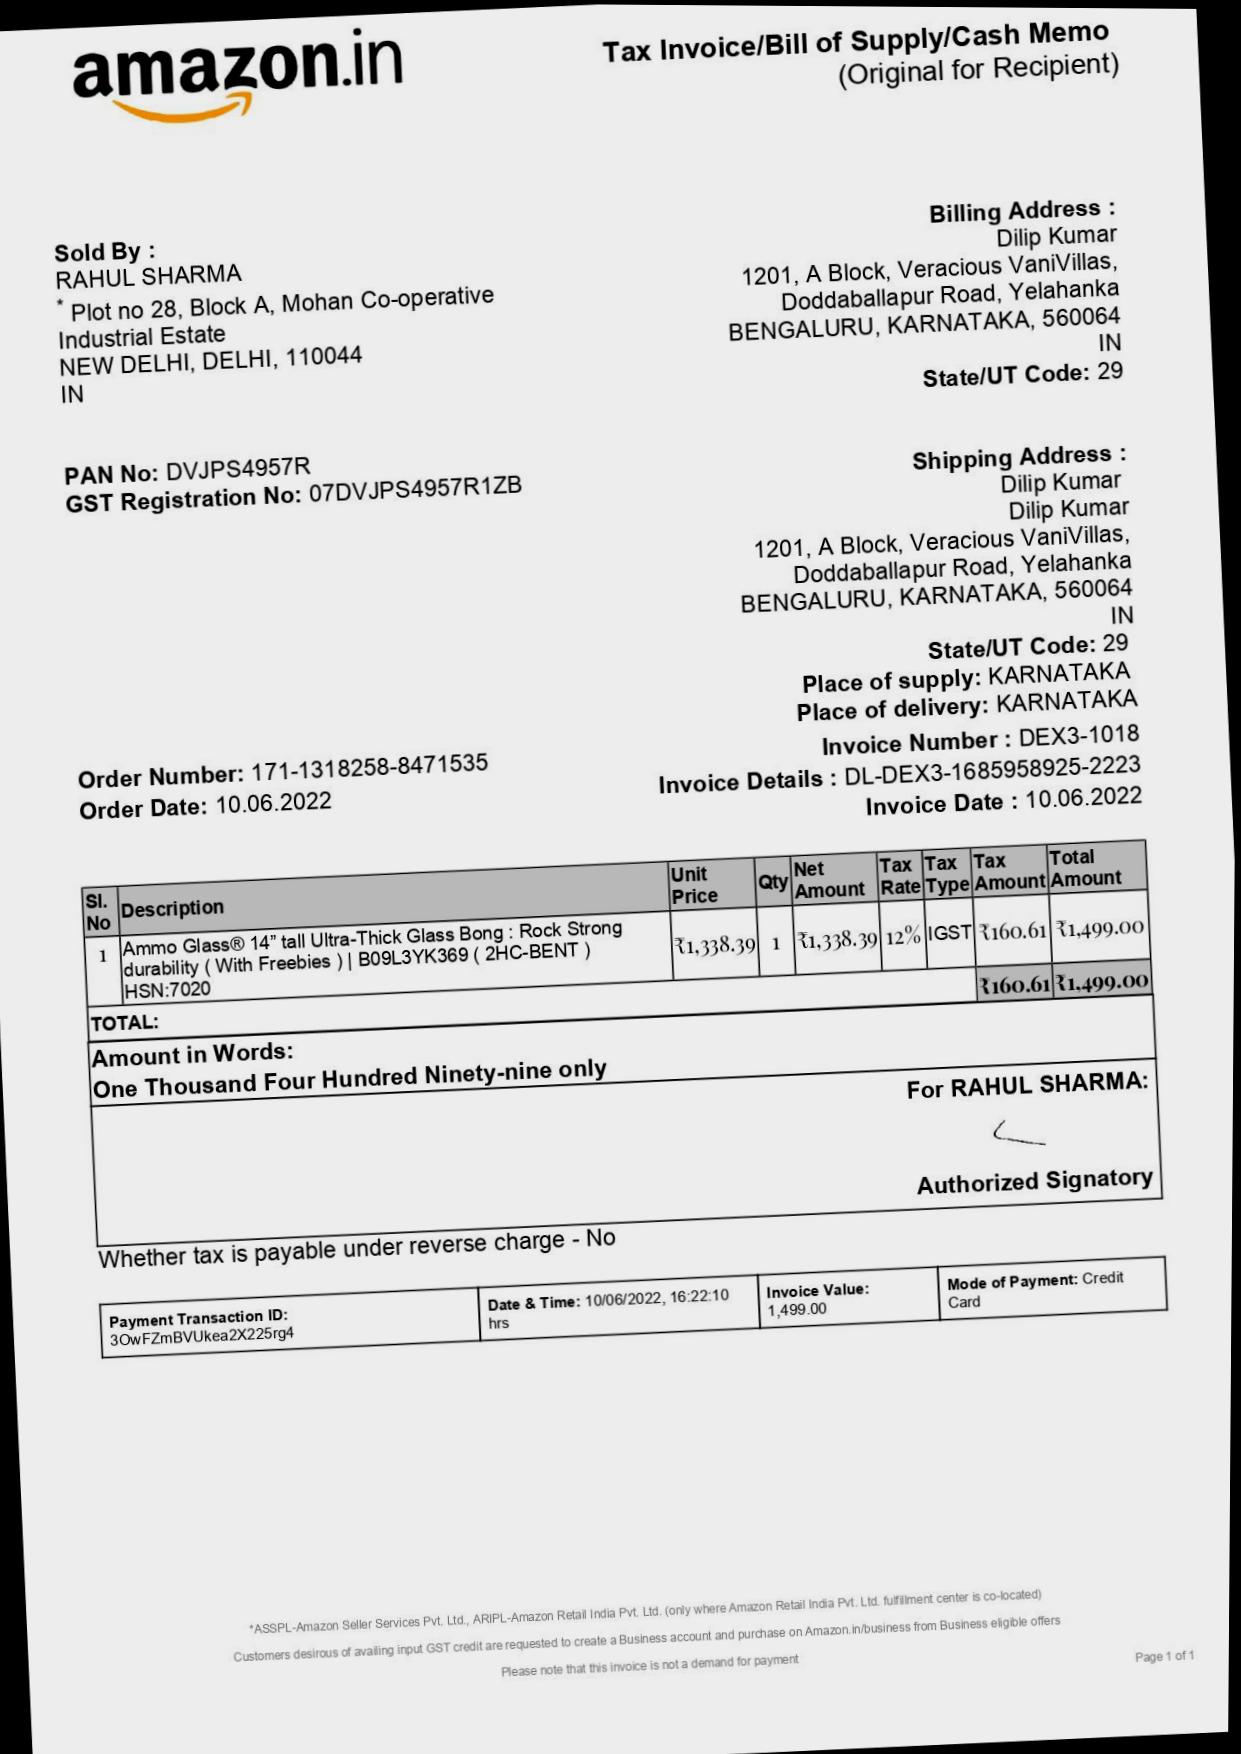 amazon.in
Tax Invoice/Bill of Supply/Cash Memo
(Original for Recipient)
Sold By :
RAHUL SHARMA
* Plot no 28, Block A, Mohan Co-operative
Industrial Estate
NEW DELHI, DELHI, 110044
IN
Billing Address :
Dilip Kumar
1201, A Block, Veracious VaniVillas,
Doddaballapur Road, Yelahanka
BENGALURU, KARNATAKA, 560064
IN
State/UT Code: 29
PAN No: DVJPS4957R
GST Registration No: 07DVJPS4957R1ZB
Shipping Address :
Dilip Kumar
Dilip Kumar
1201, A Block, Veracious VaniVillas,
Doddaballapur Road, Yelahanka
BENGALURU, KARNATAKA, 560064
IN
State/UT Code: 29
Place of supply: KARNATAKA
Place of delivery: KARNATAKA
Order Number: 171-1318258-8471535
Order Date: 10.06.2022
Invoice Number : DEX3-1018
Invoice Details : DL-DEX3-1685958925-2223
Invoice Date : 10.06.2022
Sl. No Description Unit Price Qty Net Amount Tax Rate Tax Type Tax Amount Total Amount
1 Ammo Glass® 14” tall Ultra-Thick Glass Bong : Rock Strong ₹1,338.39 1 ₹1,338.39 12% IGST ₹160.61 ₹1,499.00
durability ( With Freebies ) | B09L3YK369 ( 2HC-BENT )
HSN:7020
TOTAL: ₹160.61 ₹1,499.00
Amount in Words:
One Thousand Four Hundred Ninety-nine only
For RAHUL SHARMA:
Authorized Signatory
Whether tax is payable under reverse charge - No
Payment Transaction ID:
3OwFZmBVUkea2X225rg4
Date & Time: 10/06/2022, 16:22:10
hrs
Invoice Value:
1,499.00
Mode of Payment: Credit
Card
*ASSPL-Amazon Seller Services Pvt. Ltd., ARIPL-Amazon Retail India Pvt. Ltd. (only where Amazon Retail India Pvt. Ltd. fulfillment center is co-located)
Customers desirous of availing input GST credit are requested to create a Business account and purchase on Amazon.in/business from Business eligible offers
Please note that this invoice is not a demand for payment
Page 1 of 1